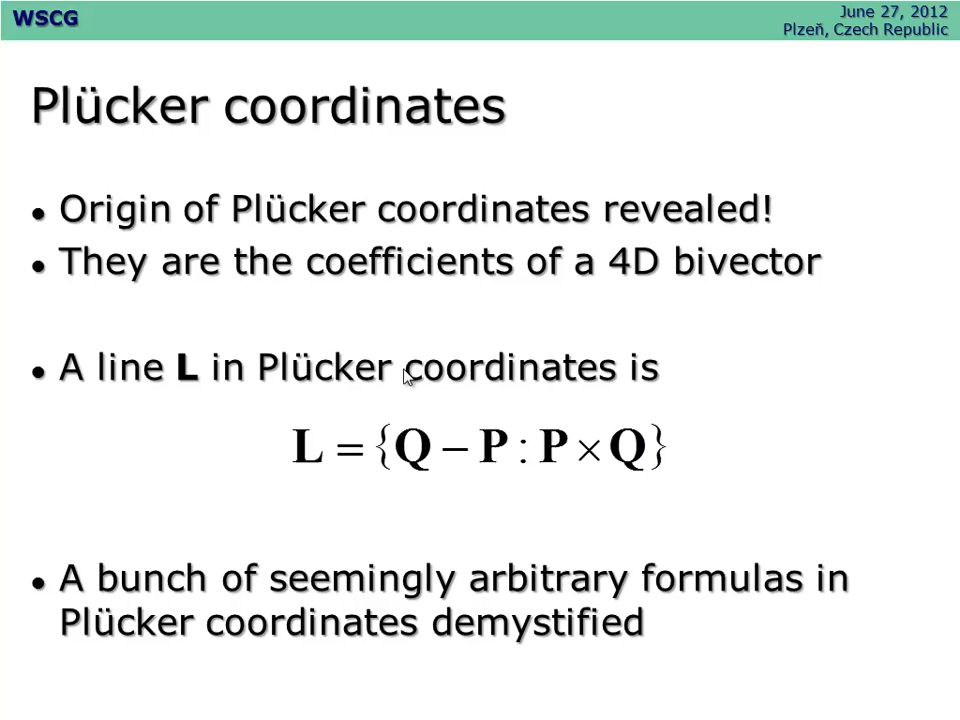 WSCG
June 27, 2012
Plzeň, Czech Republic
Plücker coordinates
• Origin of Plücker coordinates revealed!
• They are the coefficients of a 4D bivector
• A line L in Plücker coordinates is
L = {Q − P : P × Q}
• A bunch of seemingly arbitrary formulas in
Plücker coordinates demystified